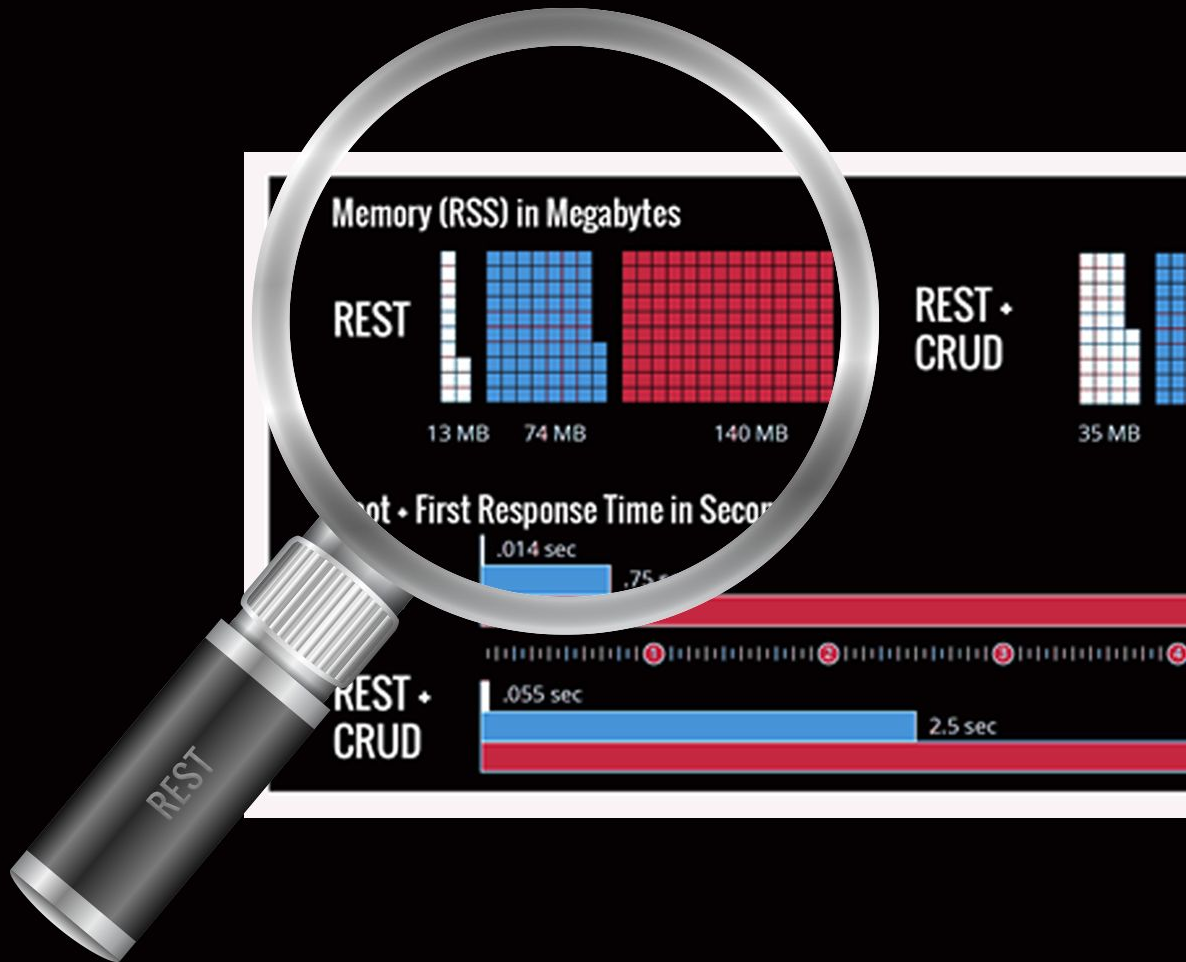 Memory (RSS) in Megabytes
REST
13 MB
74 MB
140 MB
REST +
CRUD
35 MB
+ First Response Time in
.014 sec
.75
1
2
3
4
REST +
CRUD
.055 sec
2.5 sec
REST